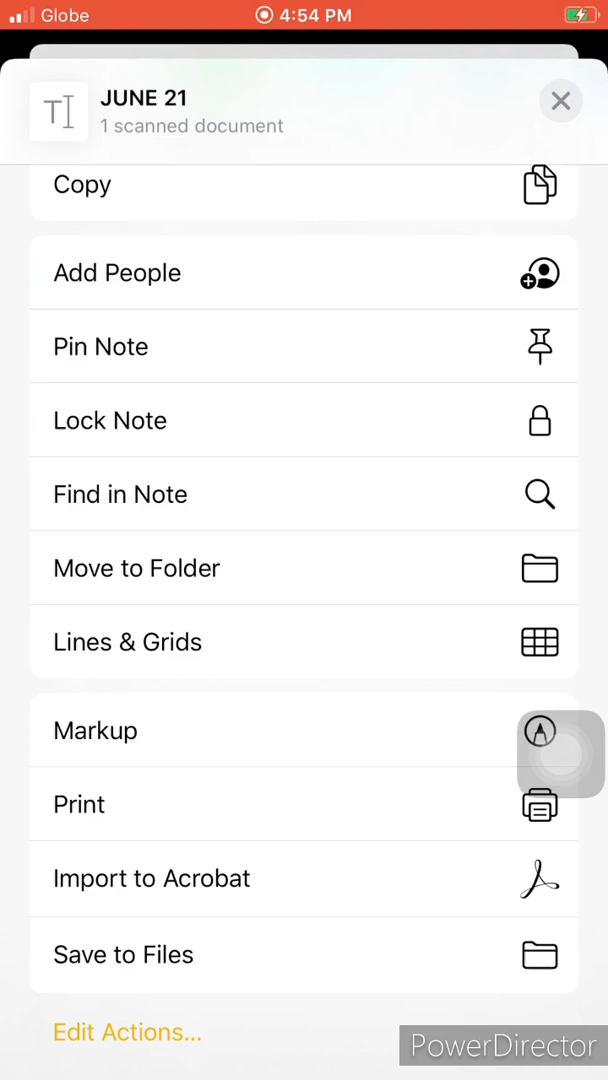 Globe 4:54 PM
JUNE 21
1 scanned document
Copy
Add People
Pin Note
Lock Note
Find in Note
Move to Folder
Lines & Grids
Markup
Print
Import to Acrobat
Save to Files
Edit Actions...
PowerDirector